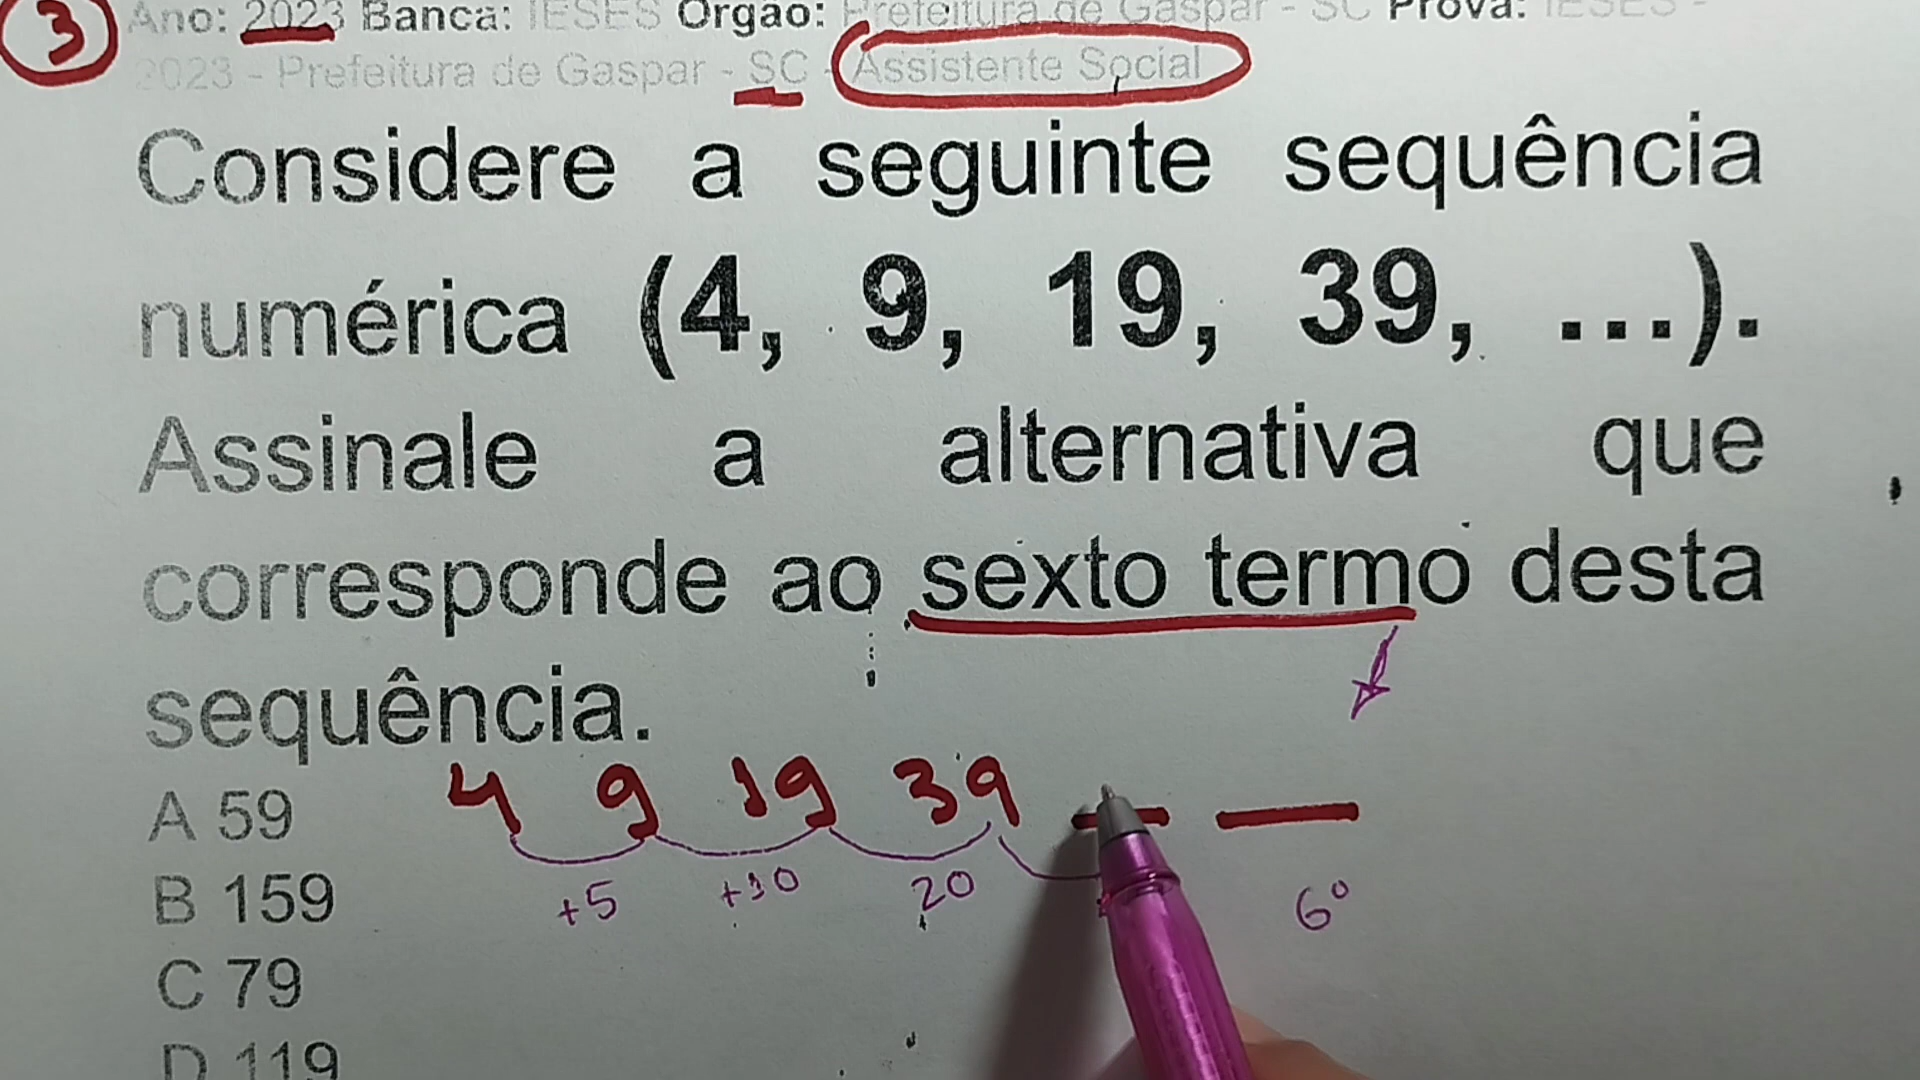 3 Ano: 2023 Banca: IESES Órgão: Prefeitura de Gaspar - SC Prova: IESES -
2023 - Prefeitura de Gaspar - SC - Assistente Social
Considere a seguinte sequência
numérica (4, 9, 19, 39, ...).
Assinale a alternativa que
corresponde ao sexto termo desta
sequência.
4 9 19 39
A 59
+5 +10 20 6º
B 159
C 79
D 119